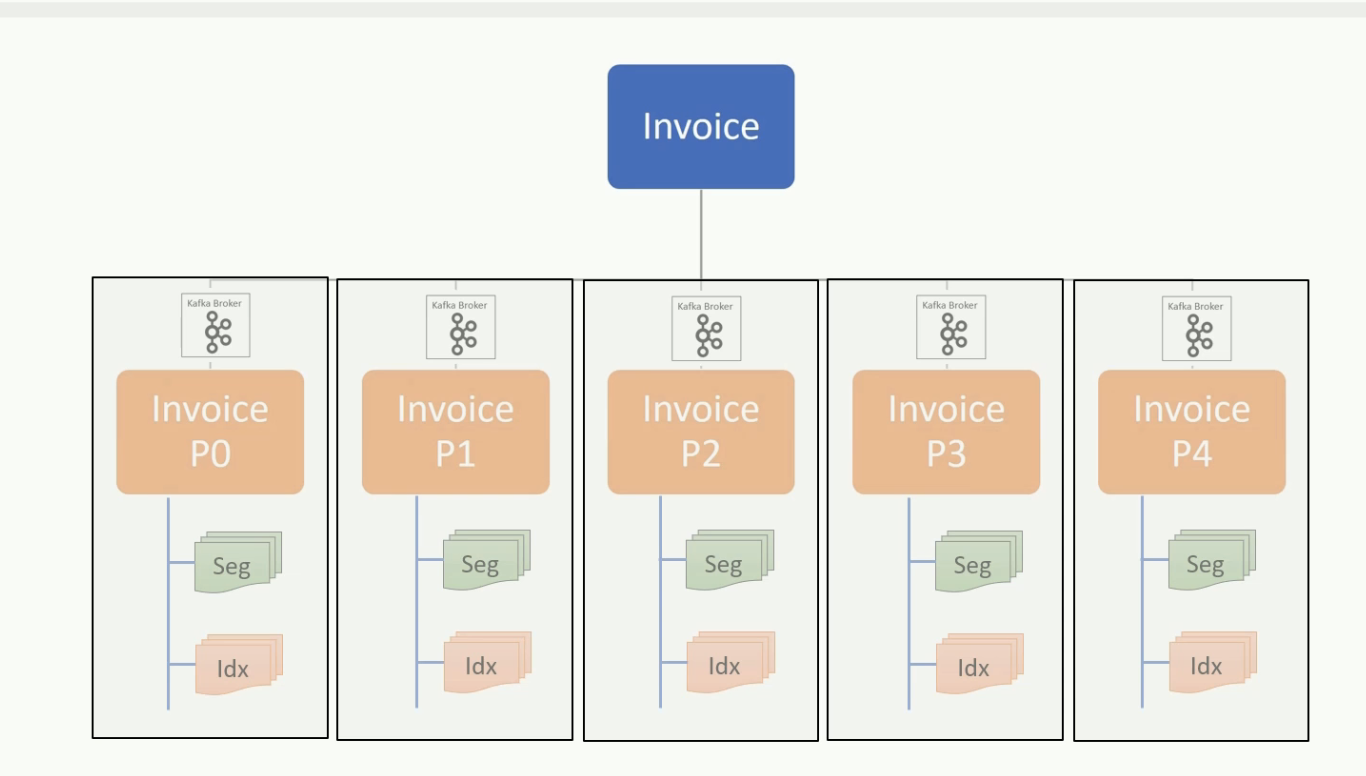 Invoice
Kafka Broker
Kafka Broker
Kafka Broker
Kafka Broker
Kafka Broker
Invoice
P0
Invoice
P1
Invoice
P2
Invoice
P3
Invoice
P4
Seg
Seg
Seg
Seg
Seg
Idx
Idx
Idx
Idx
Idx